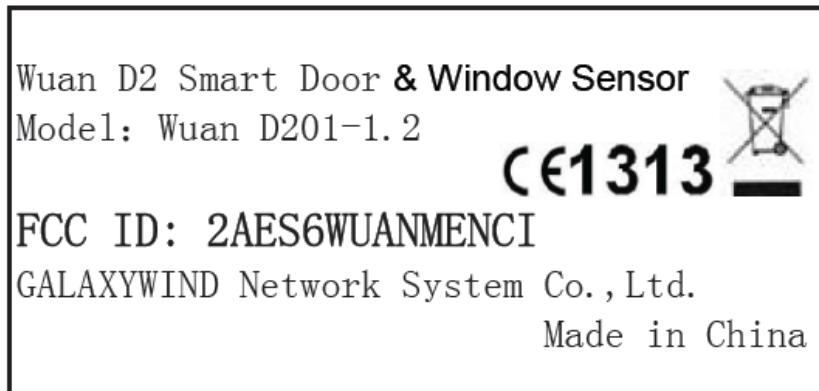 Wuan D2 Smart Door & Window Sensor
Model: Wuan D201-1.2
CE1313
FCC ID: 2AES6WUANMENCI
GALAXYWIND Network System Co.,Ltd.
Made in China